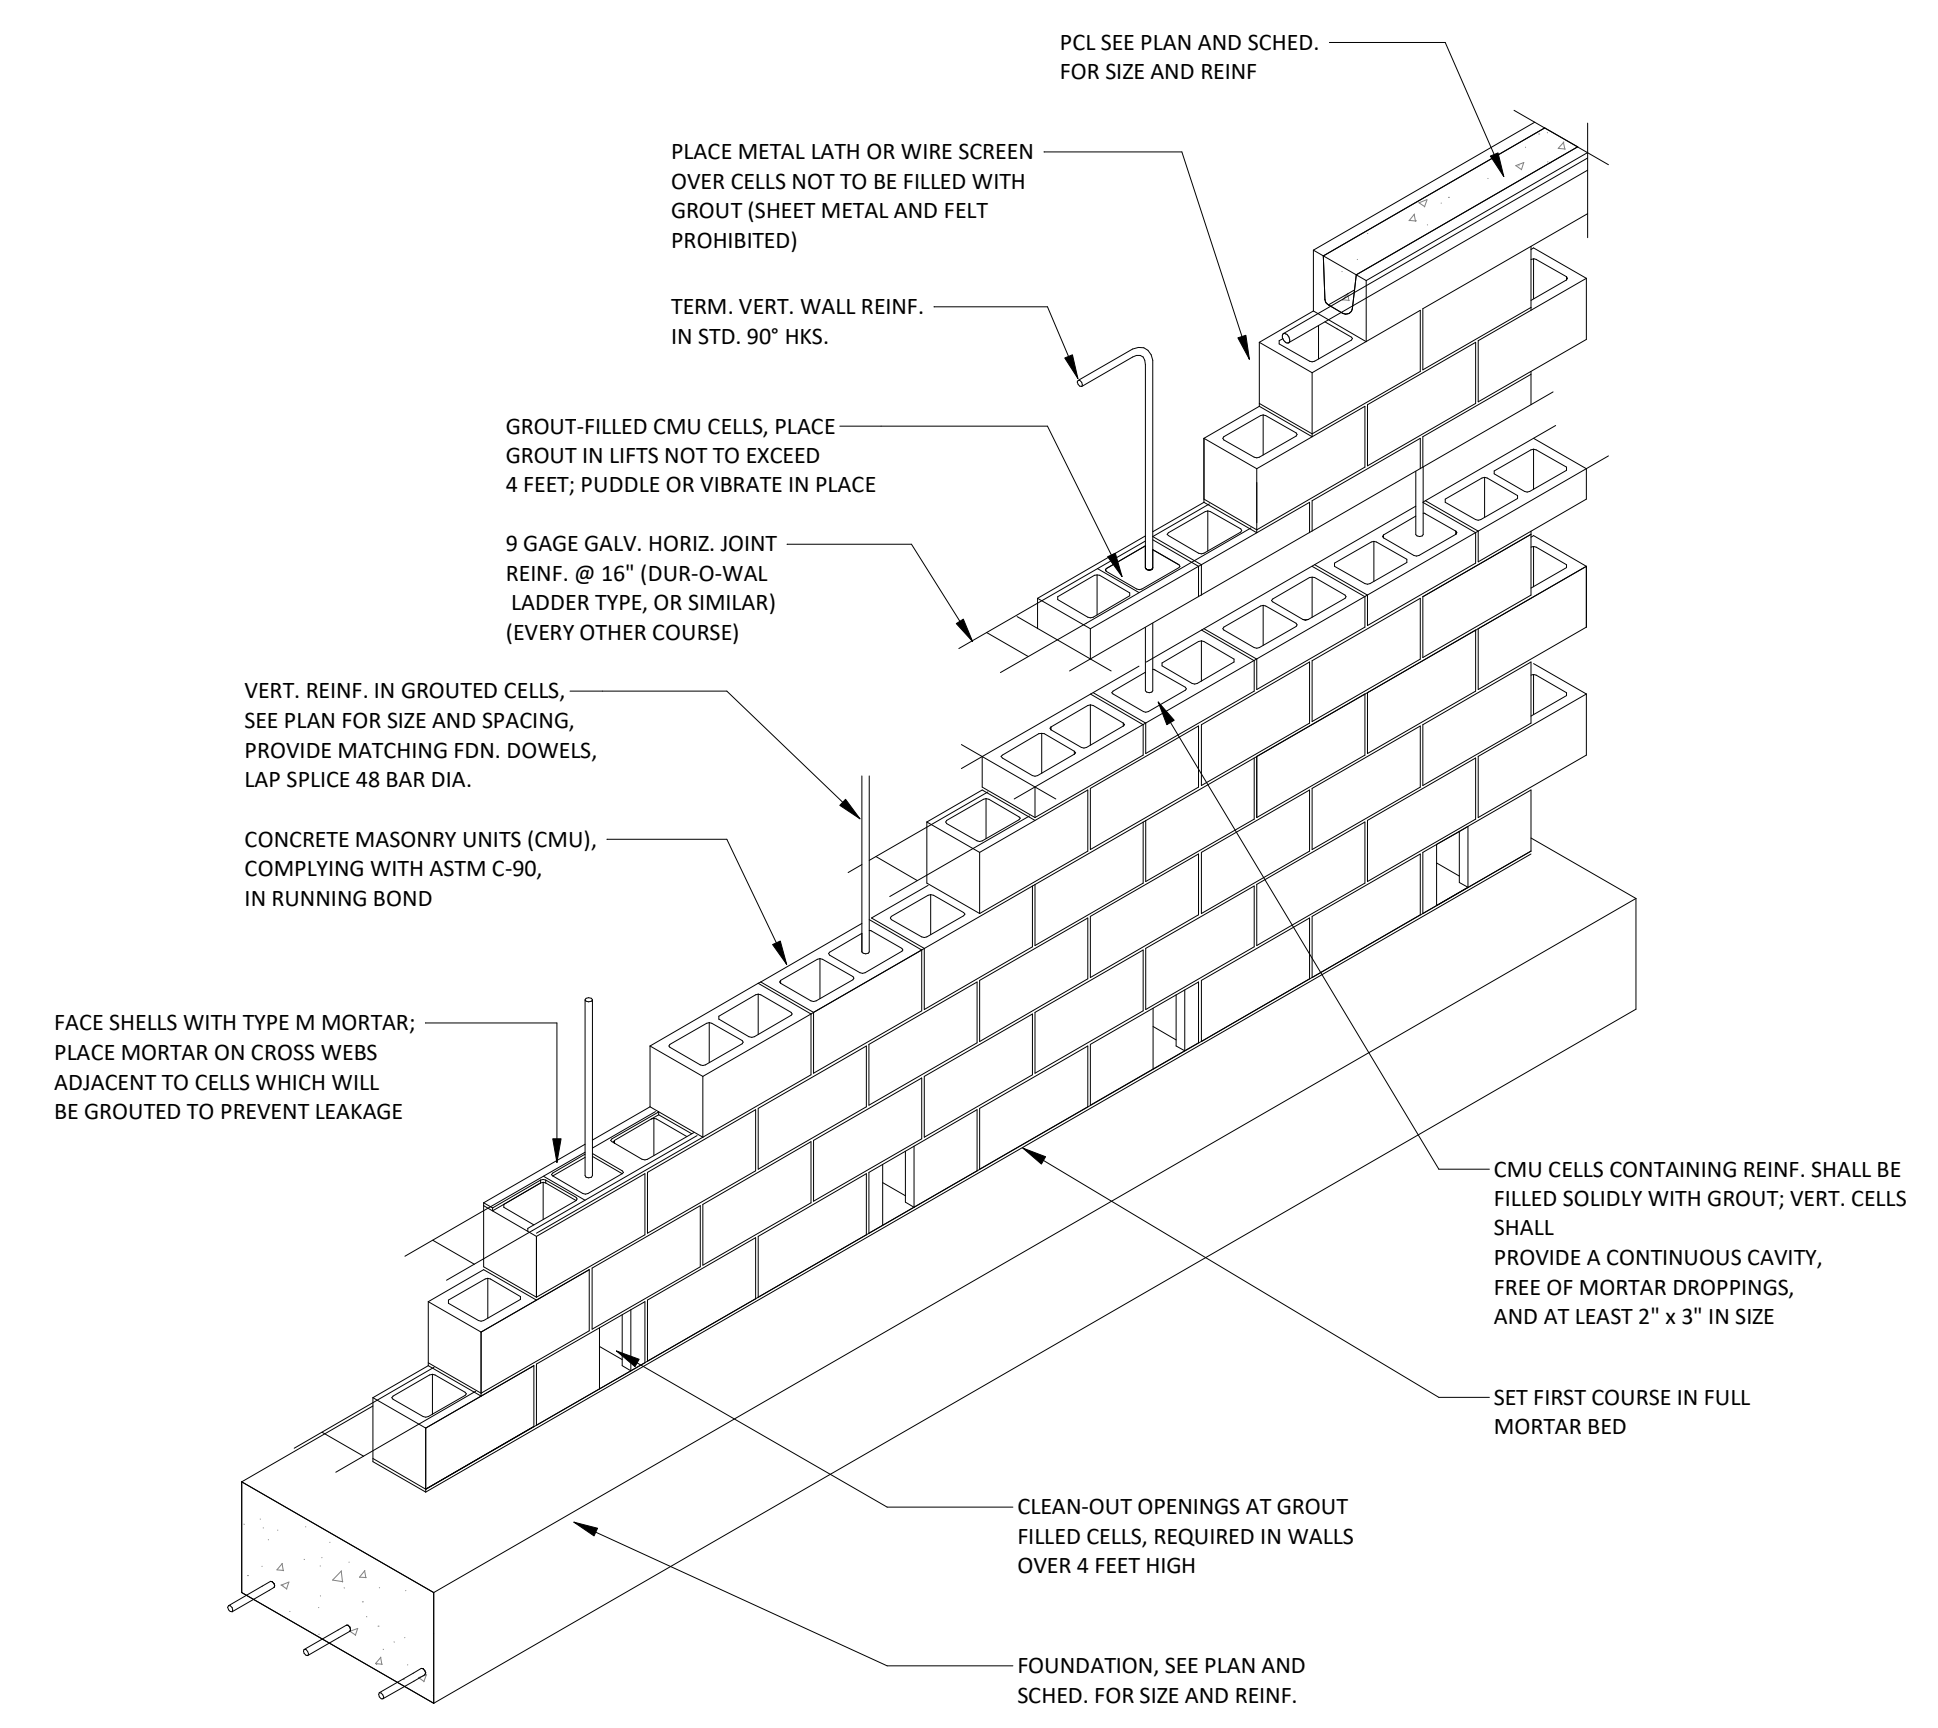 PCL SEE PLAN AND SCHED.
FOR SIZE AND REINF
PLACE METAL LATH OR WIRE SCREEN
OVER CELLS NOT TO BE FILLED WITH
GROUT (SHEET METAL AND FELT
PROHIBITED)
TERM. VERT. WALL REINF.
IN STD. 90° HKS.
GROUT-FILLED CMU CELLS, PLACE
GROUT IN LIFTS NOT TO EXCEED
4 FEET; PUDDLE OR VIBRATE IN PLACE
9 GAGE GALV. HORIZ. JOINT
REINF. @ 16" (DUR-O-WAL
LADDER TYPE, OR SIMILAR)
(EVERY OTHER COURSE)
VERT. REINF. IN GROUTED CELLS,
SEE PLAN FOR SIZE AND SPACING,
PROVIDE MATCHING FDN. DOWELS,
LAP SPLICE 48 BAR DIA.
CONCRETE MASONRY UNITS (CMU),
COMPLYING WITH ASTM C-90,
IN RUNNING BOND
FACE SHELLS WITH TYPE M MORTAR;
PLACE MORTAR ON CROSS WEBS
ADJACENT TO CELLS WHICH WILL
BE GROUTED TO PREVENT LEAKAGE
CMU CELLS CONTAINING REINF. SHALL BE
FILLED SOLIDLY WITH GROUT; VERT. CELLS
SHALL
PROVIDE A CONTINUOUS CAVITY,
FREE OF MORTAR DROPPINGS,
AND AT LEAST 2" x 3" IN SIZE
SET FIRST COURSE IN FULL
MORTAR BED
CLEAN-OUT OPENINGS AT GROUT
FILLED CELLS, REQUIRED IN WALLS
OVER 4 FEET HIGH
FOUNDATION, SEE PLAN AND
SCHED. FOR SIZE AND REINF.